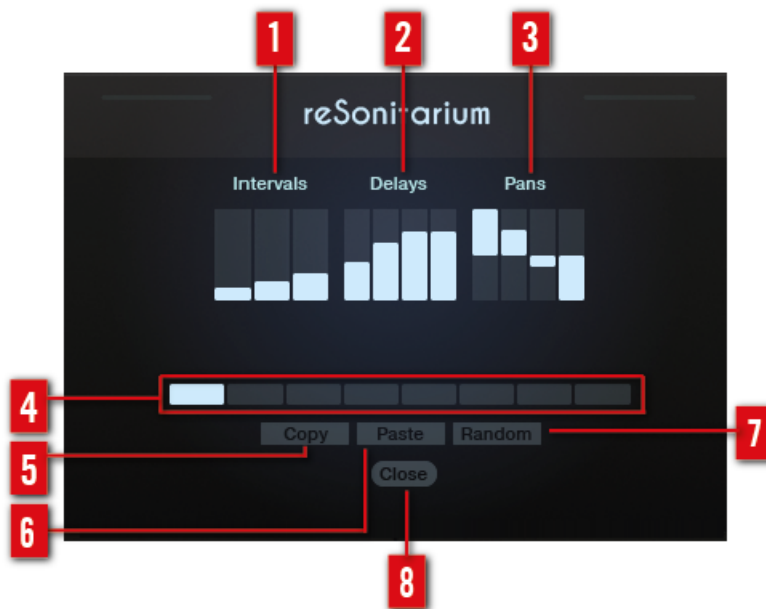 1 2 3
reSonitarium
Intervals Delays Pans
4
Copy Paste Random 7
5
Close
6
8